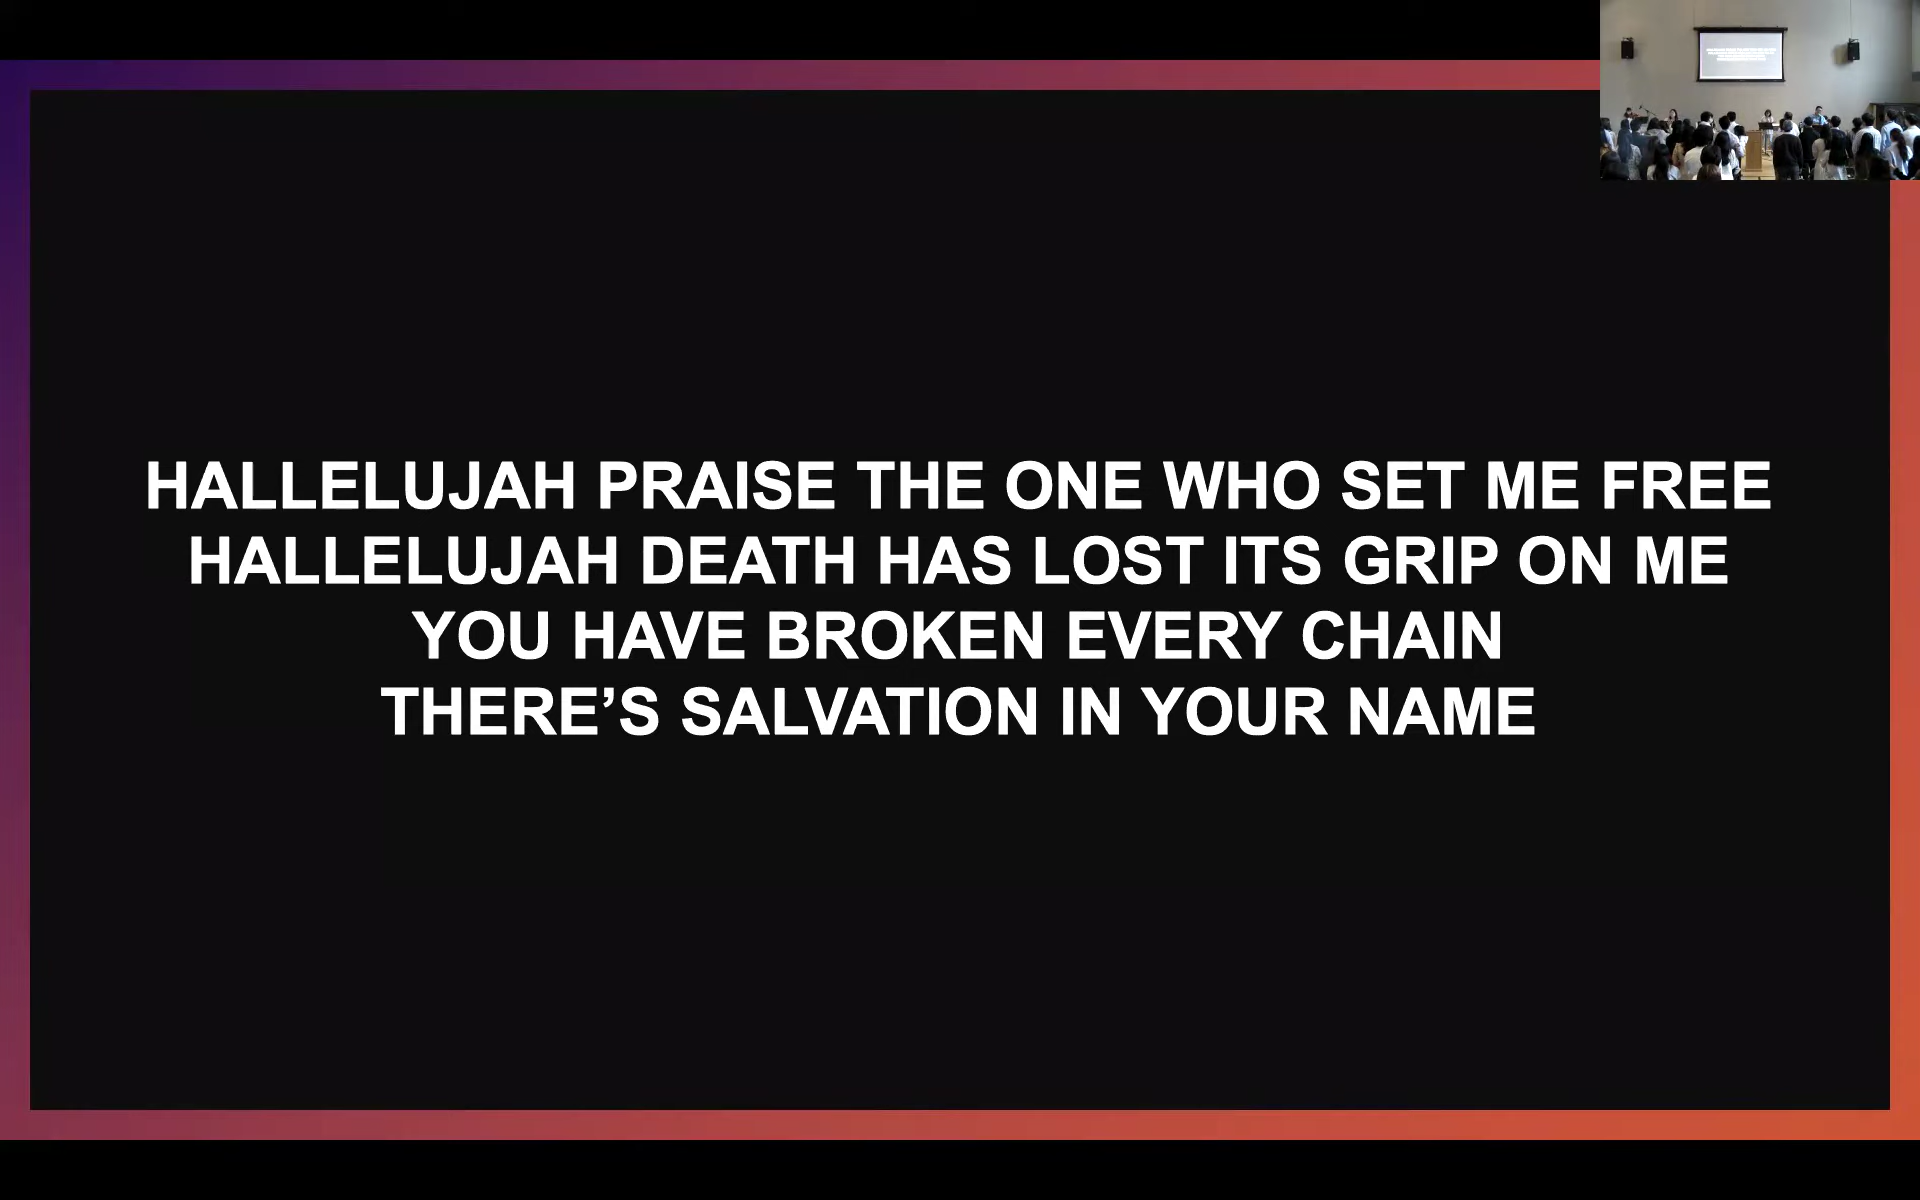 HALLELUJAH PRAISE THE ONE WHO SET ME FREE
HALLELUJAH DEATH HAS LOST ITS GRIP ON ME
YOU HAVE BROKEN EVERY CHAIN
THERE’S SALVATION IN YOUR NAME